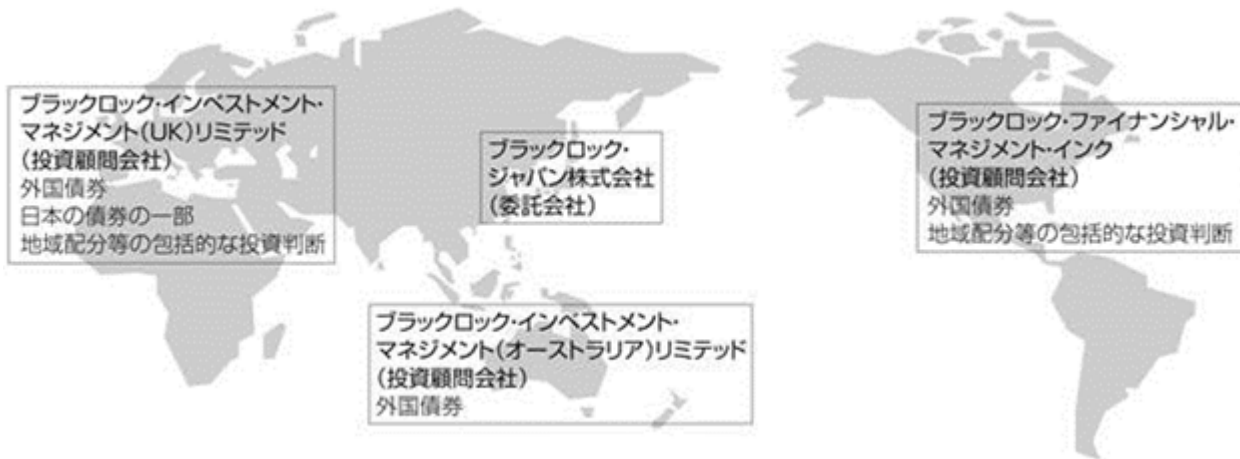 ブラックロック・インベストメント・
マネジメント(UK)リミテッド
(投資顧問会社)
外国債券
日本の債券の一部
地域配分等の包括的な投資判断
ブラックロック・
ジャパン株式会社
(委託会社)
ブラックロック・ファイナンシャル・
マネジメント・インク
(投資顧問会社)
外国債券
地域配分等の包括的な投資判断
ブラックロック・インベストメント・
マネジメント(オーストラリア)リミテッド
(投資顧問会社)
外国債券